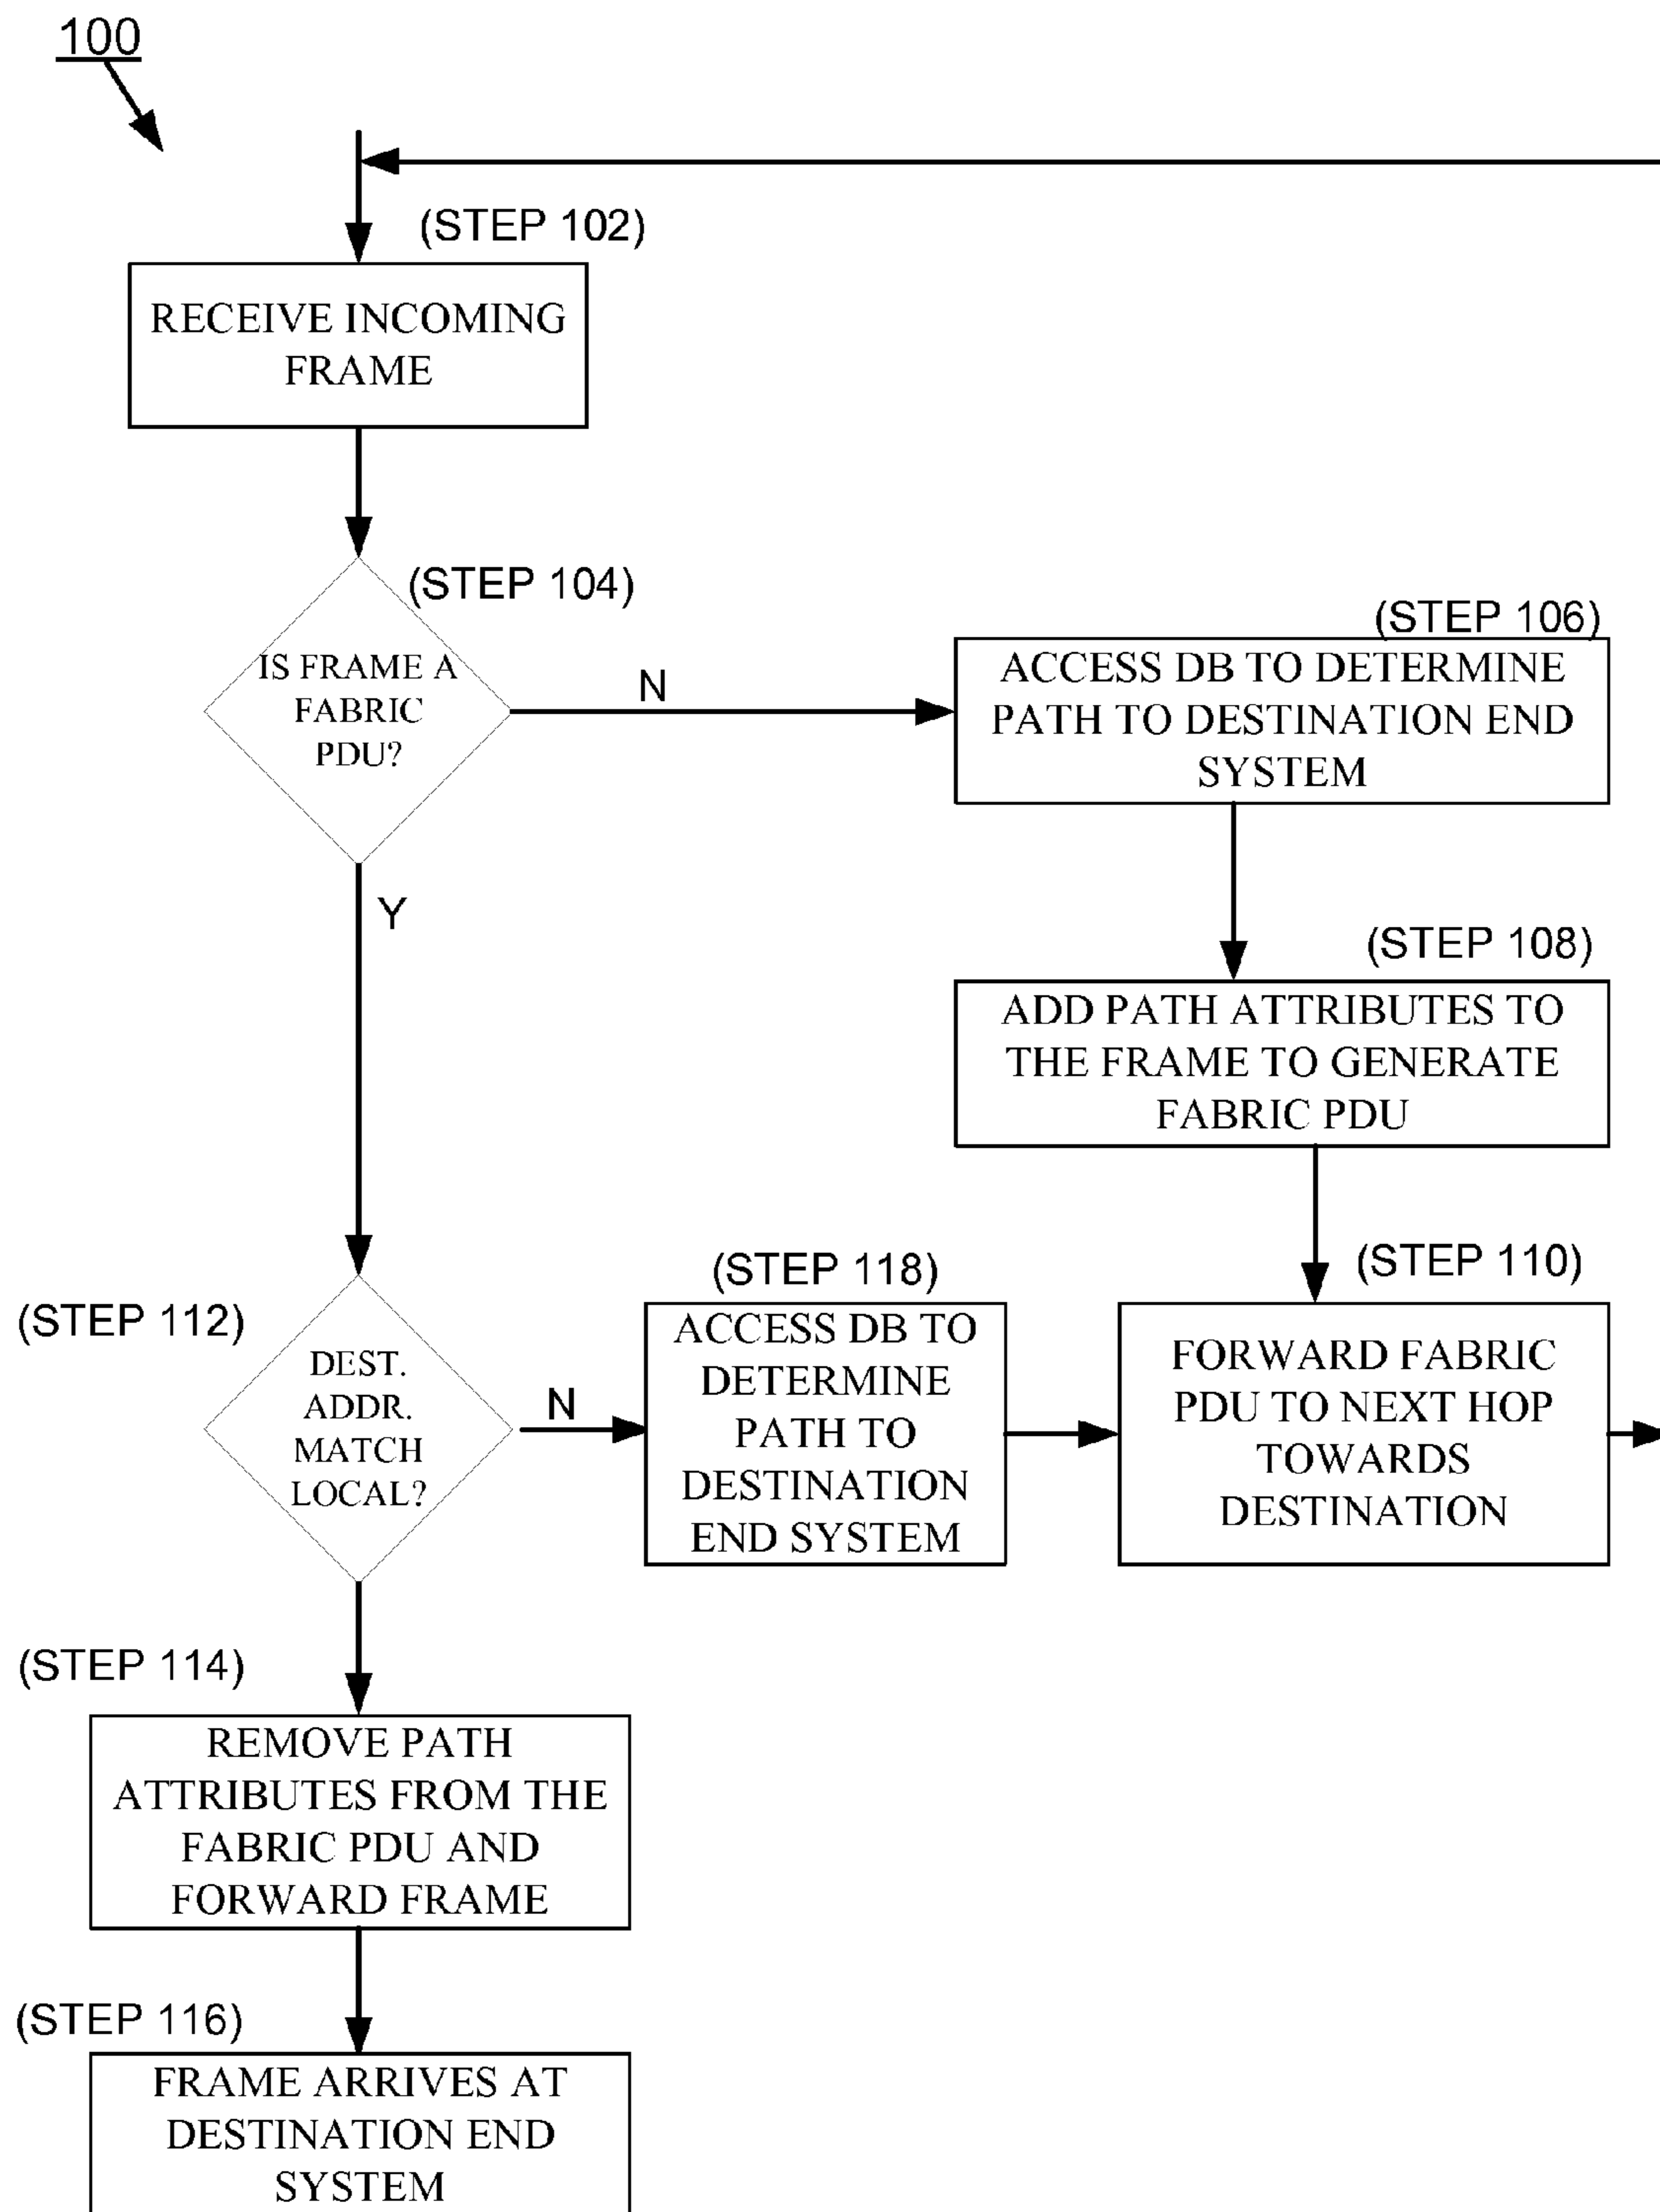 100
(STEP 102)
RECEIVE INCOMING
FRAME
(STEP 104)
IS FRAME A
FABRIC
PDU?
N
Y
(STEP 106)
ACCESS DB TO DETERMINE
PATH TO DESTINATION END
SYSTEM
(STEP 108)
ADD PATH ATTRIBUTES TO
THE FRAME TO GENERATE
FABRIC PDU
(STEP 112)
DEST.
ADDR.
MATCH
LOCAL?
N
(STEP 118)
ACCESS DB TO
DETERMINE
PATH TO
DESTINATION
END SYSTEM
(STEP 110)
FORWARD FABRIC
PDU TO NEXT HOP
TOWARDS
DESTINATION
(STEP 114)
REMOVE PATH
ATTRIBUTES FROM THE
FABRIC PDU AND
FORWARD FRAME
(STEP 116)
FRAME ARRIVES AT
DESTINATION END
SYSTEM